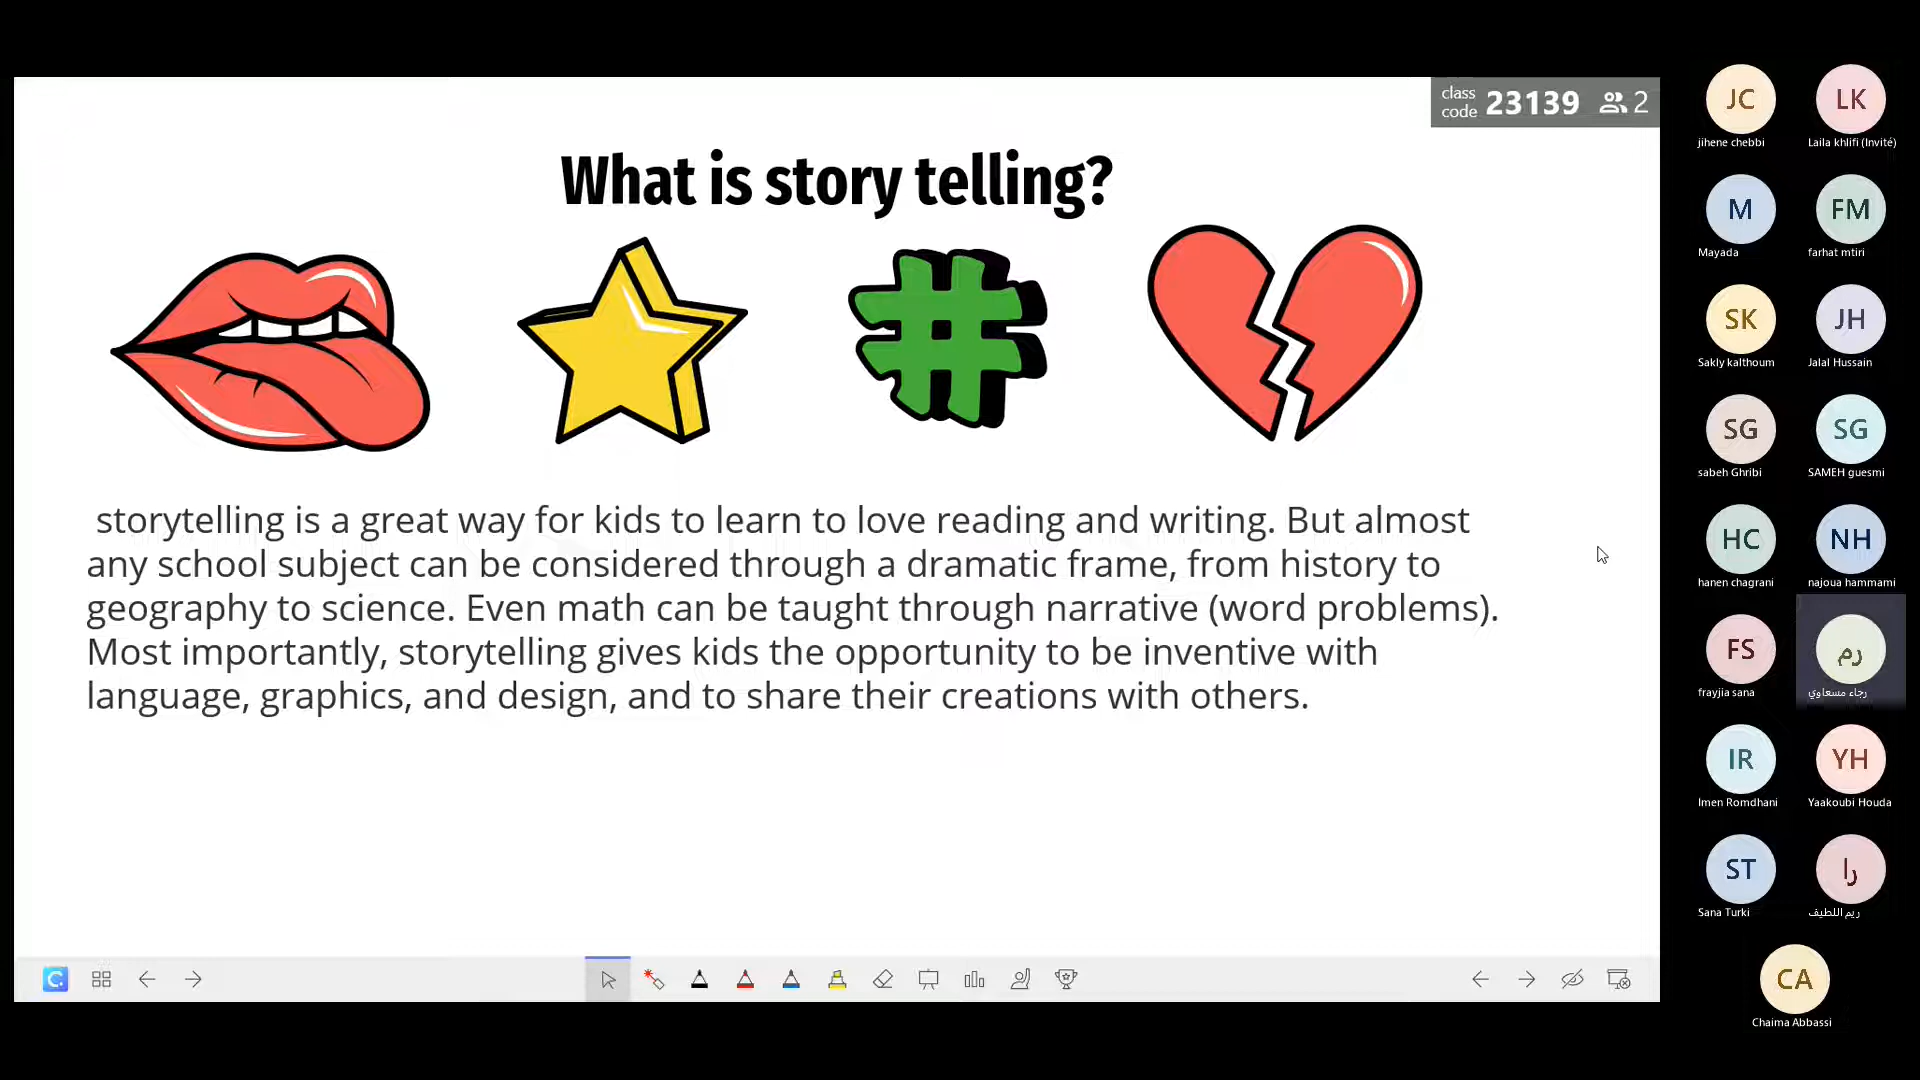 class
code 23139 2
What is story telling?
storytelling is a great way for kids to learn to love reading and writing. But almost
any school subject can be considered through a dramatic frame, from history to
geography to science. Even math can be taught through narrative (word problems).
Most importantly, storytelling gives kids the opportunity to be inventive with
language, graphics, and design, and to share their creations with others.
JC LK
jihene chebbi Laila khlifi (Invité)
M FM
Mayada farhat mtiri
SK JH
Sakly kalthoum Jalal Hussain
SG SG
sabeh Ghribi SAMEH guesmi
HC NH
hanen chagrani najoua hammami
FS رم
frayjia sana رجاء مسعاوي
IR YH
Imen Romdhani Yaakoubi Houda
ST را
Sana Turki ريم اللطيف
CA
Chaima Abbassi